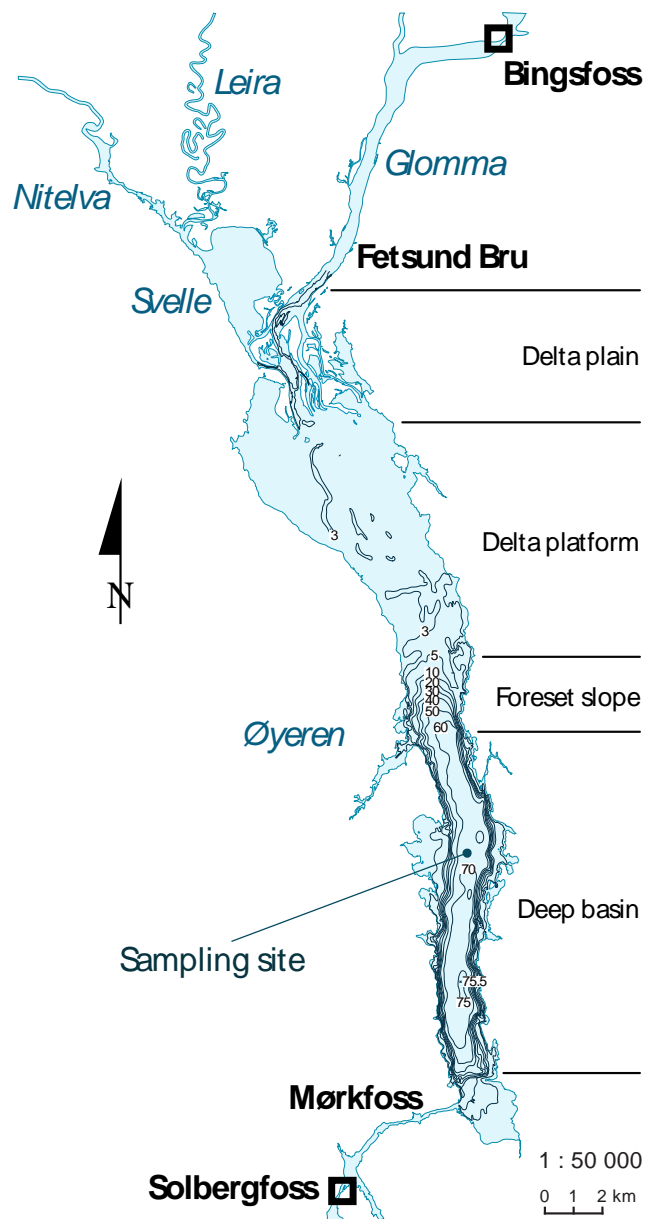 Bingsfoss
Leira
Glomma
Nitelva
Fetsund Bru
Svelle
Delta plain
3
Delta platform
N
3
5
10
20
30
40
50
Foreset slope
60
Øyeren
70
Deep basin
Sampling site
75.5
75
Mørkfoss
1 : 50 000
Solbergfoss
0 1 2 km